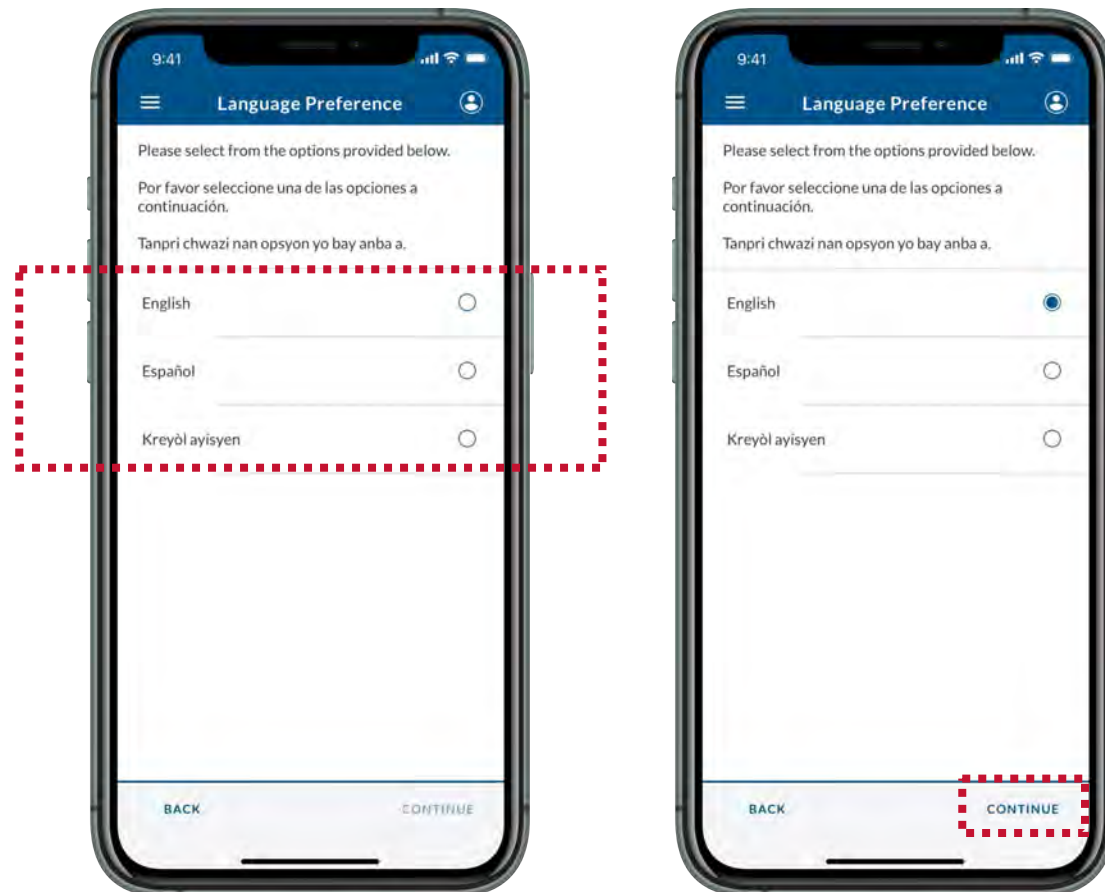 9:41
Language Preference
Please select from the options provided below.
Por favor seleccione una de las opciones a
continuación.
Tanpri chwazi nan opsyon yo bay anba a.
English
Español
Kreyòl ayisyen
BACK
CONTINUE
9:41
Language Preference
Please select from the options provided below.
Por favor seleccione una de las opciones a
continuación.
Tanpri chwazi nan opsyon yo bay anba a.
English
Español
Kreyòl ayisyen
BACK
CONTINUE